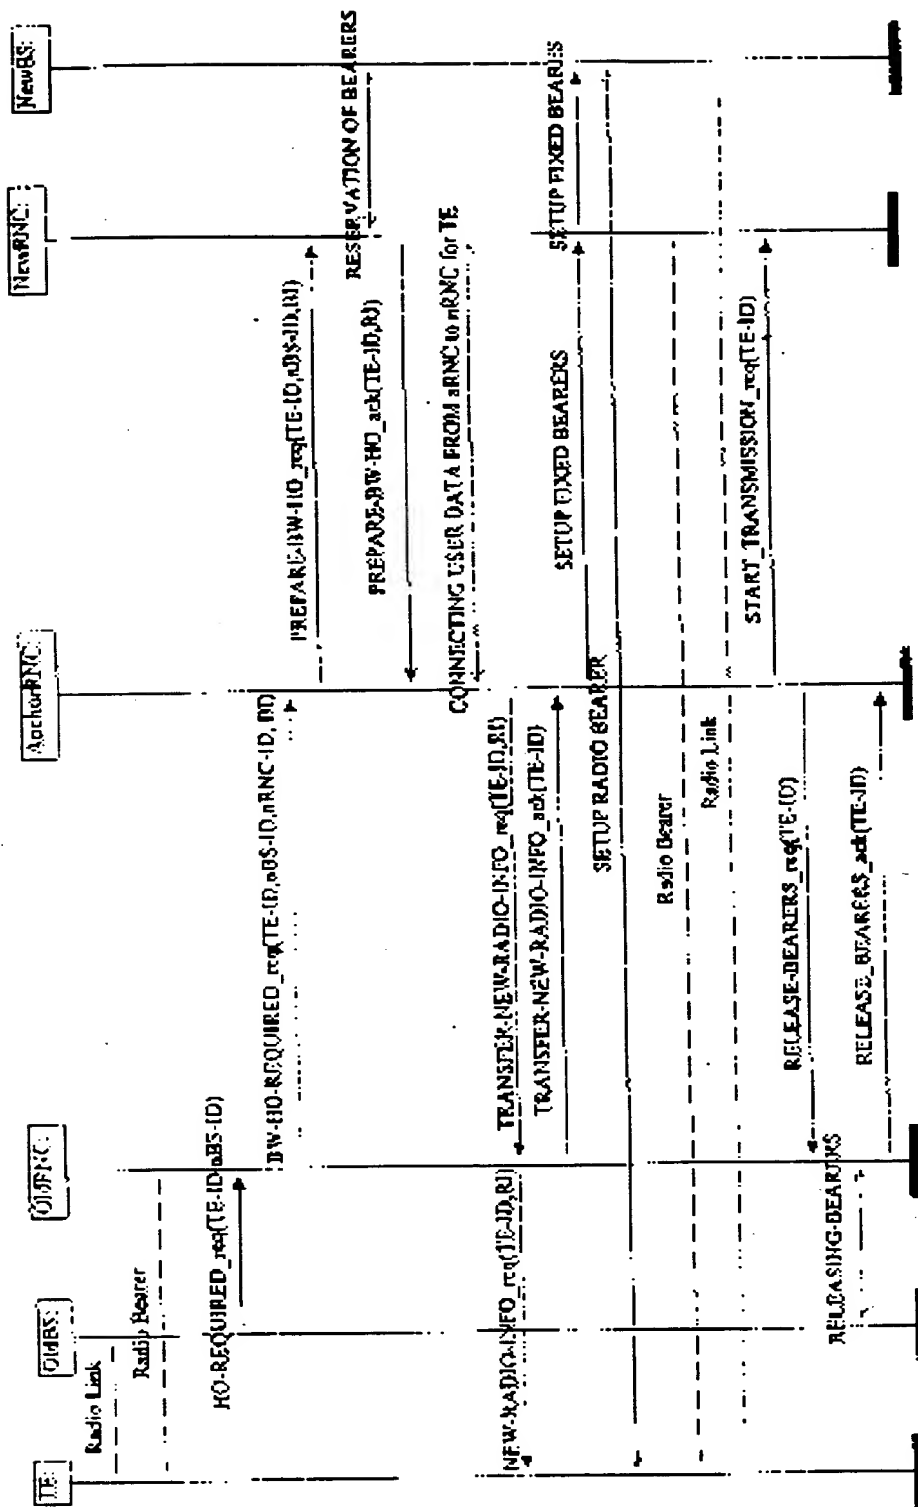 TE:
OldBS:
OldRNC:
AnchorRNC:
NewRNC:
NewBS:
Radio Link
Radio Bearer
HO-REQUIRED_req(TE-ID,nBS-ID)
BW-HO-REQUIRED_req(TE-ID,nBS-ID,nRNC-ID, BI)
PREPARE-BW-HO_req(TE-ID,nBS-ID,BI)
RESERVATION OF BEARERS
PREPARE-BW-HO_ack(TE-ID,RI)
CONNECTING USER DATA FROM aRNC to nRNC for TE
TRANSFER-NEW-RADIO-INFO_req(TE-ID,RI)
NEW-RADIO-INFO_req(TE-ID,RI)
TRANSFER-NEW-RADIO-INFO_ack(TE-ID)
SETUP FIXED BEARERS
SETUP FIXED BEARERS
SETUP RADIO BEARER
Radio Bearer
Radio Link
START_TRANSMISSION_req(TE-ID)
RELEASE-BEARERS_req(TE-ID)
RELEASING-BEARERS
RELEASE_BEARERS_ack(TE-ID)